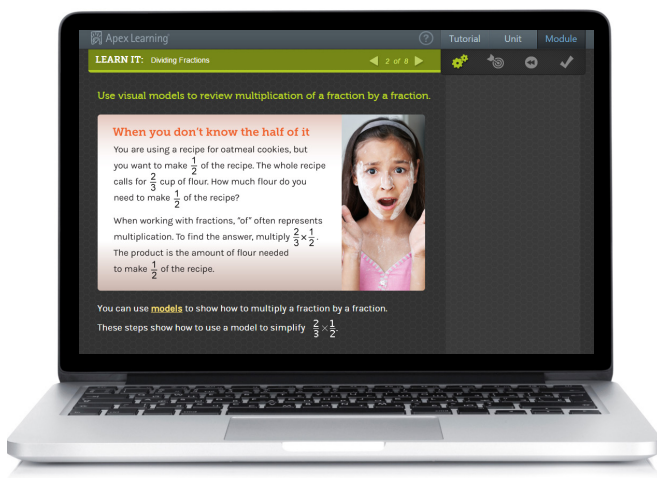 Apex Learning
? Tutorial Unit Module
LEARN IT: Dividing Fractions 2 of 8
Use visual models to review multiplication of a fraction by a fraction.
When you don't know the half of it
You are using a recipe for oatmeal cookies, but
you want to make 1/2 of the recipe. The whole recipe
calls for 2/3 cup of flour. How much flour do you
need to make 1/2 of the recipe?
When working with fractions, "of" often represents
multiplication. To find the answer, multiply 2/3 × 1/2.
The product is the amount of flour needed
to make 1/2 of the recipe.
You can use models to show how to multiply a fraction by a fraction.
These steps show how to use a model to simplify 2/3 × 1/2.